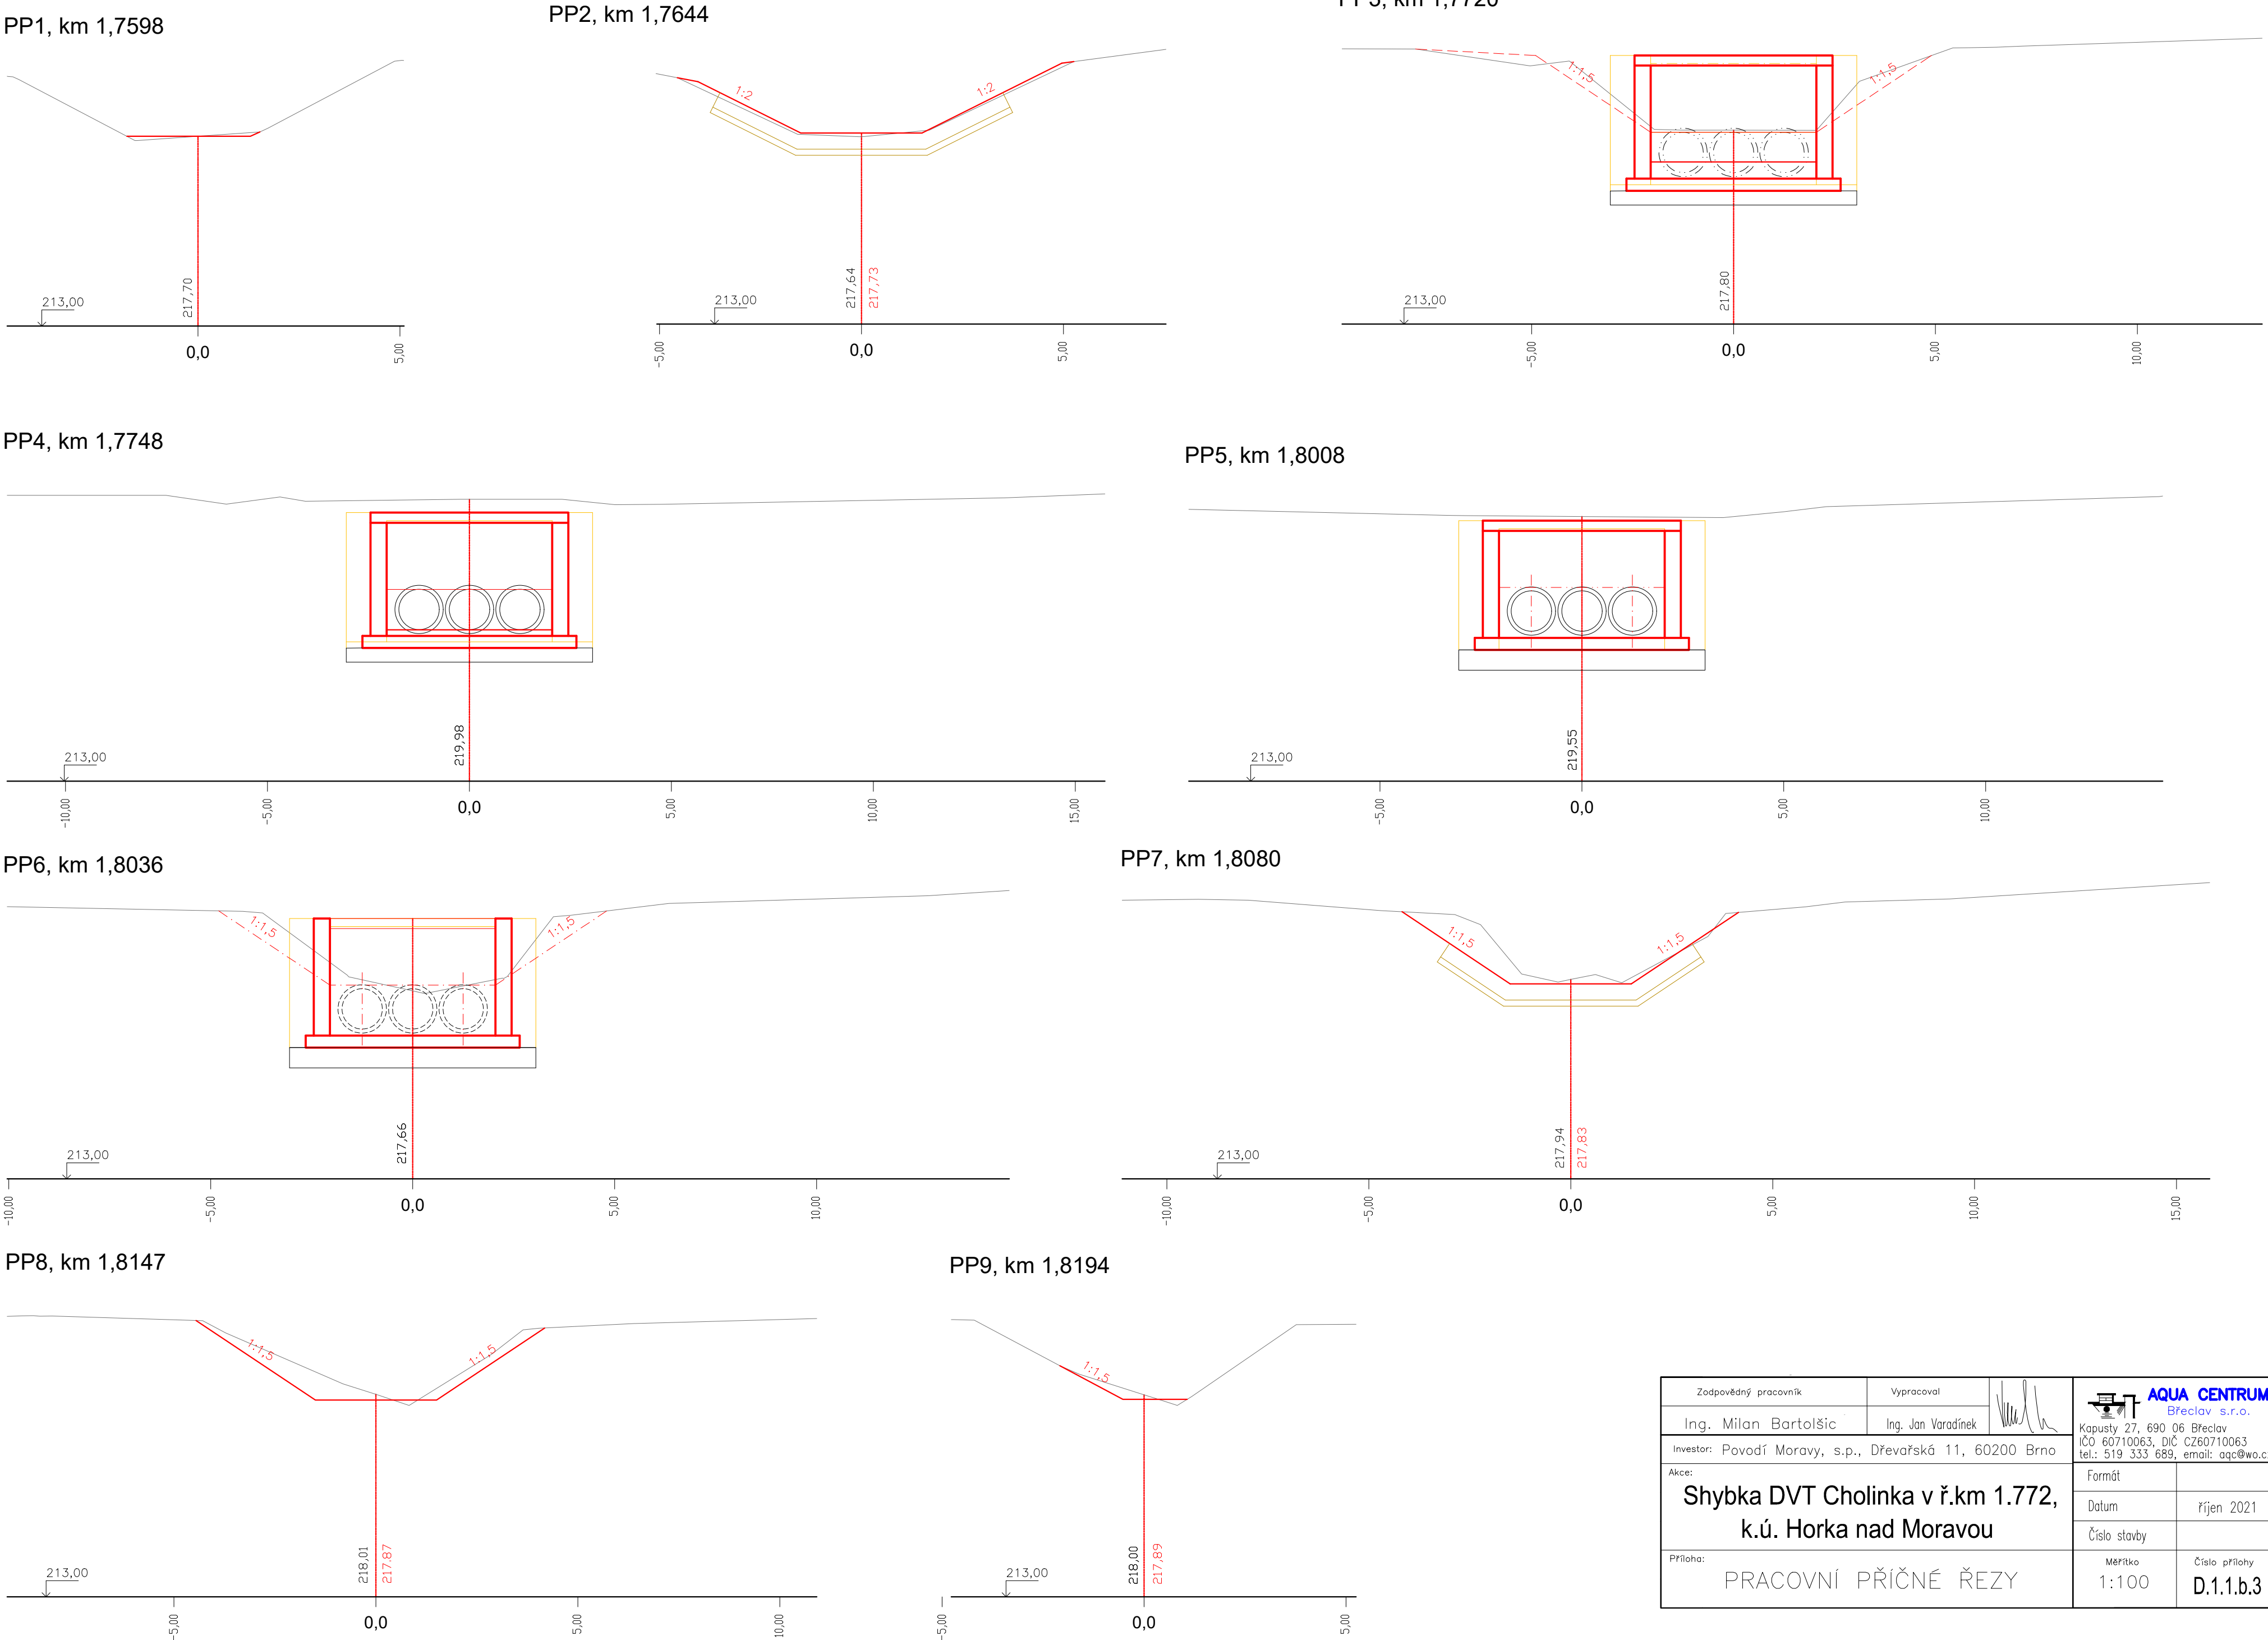 PP1, km 1,7598
217,70
213,00
0,0
5,00
PP2, km 1,7644
1:2
1:2
217,64
217,73
213,00
-5,00
0,0
5,00
1:1,5
1:1,5
217,80
213,00
-5,00
0,0
5,00
10,00
PP4, km 1,7748
219,98
213,00
-10,00
-5,00
0,0
5,00
10,00
15,00
PP5, km 1,8008
219,55
213,00
-5,00
0,0
5,00
10,00
PP6, km 1,8036
1:1,5
1:1,5
217,66
213,00
-10,00
-5,00
0,0
5,00
10,00
PP7, km 1,8080
1:1,5
1:1,5
217,94
217,83
213,00
-10,00
-5,00
0,0
5,00
10,00
15,00
PP8, km 1,8147
1:1,5
1:1,5
218,01
217,87
213,00
-5,00
0,0
5,00
10,00
PP9, km 1,8194
1:1,5
218,00
217,89
213,00
-5,00
0,0
5,00
Zodpovědný pracovník
Vypracoval
Ing. Milan Bartolšic
Ing. Jan Varadínek
Investor: Povodí Moravy, s.p., Dřevařská 11, 60200 Brno
Akce:
Shybka DVT Cholinka v ř.km 1.772,
k.ú. Horka nad Moravou
Příloha:
PRACOVNÍ PŘÍČNÉ ŘEZY
AQUA CENTRUM
Břeclav s.r.o.
Kapusty 27, 690 06 Břeclav
IČO 60710063, DIČ CZ60710063
tel.: 519 333 689, email: aqc@wo.c
Formát
Datum
říjen 2021
Číslo stavby
Měřítko
1:100
Číslo přílohy
D.1.1.b.3